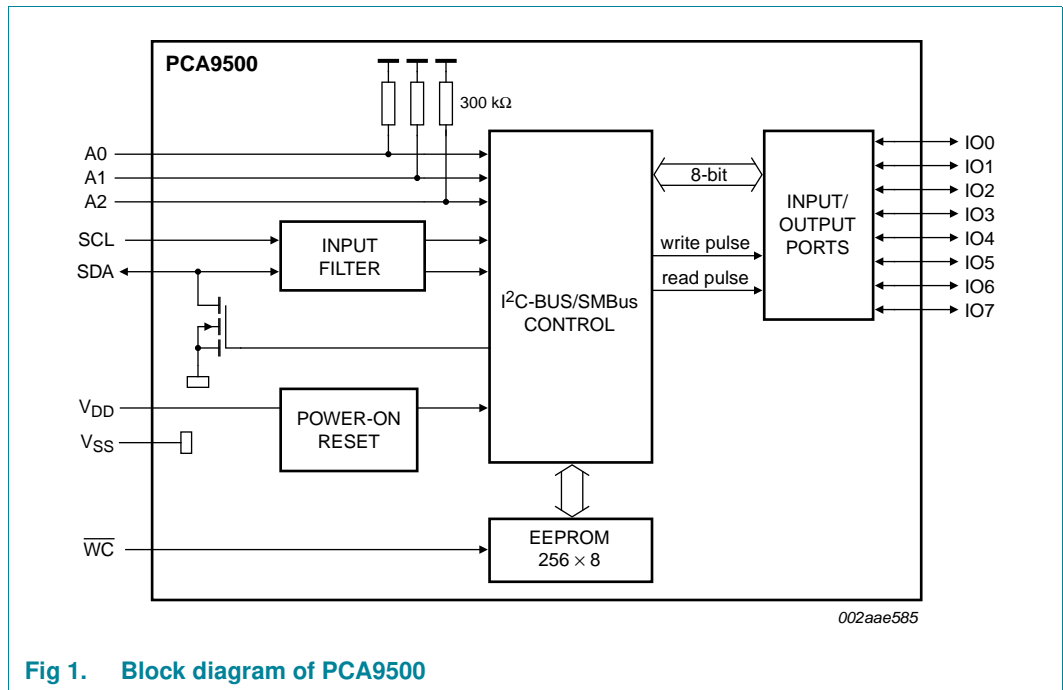 PCA9500
300 kΩ
A0
A1
A2
SCL
SDA
INPUT
FILTER
I²C-BUS/SMBus
CONTROL
8-bit
write pulse
read pulse
INPUT/
OUTPUT
PORTS
IO0
IO1
IO2
IO3
IO4
IO5
IO6
IO7
VDD
VSS
POWER-ON
RESET
W̅C̅
EEPROM
256 × 8
002aae585
Fig 1. Block diagram of PCA9500